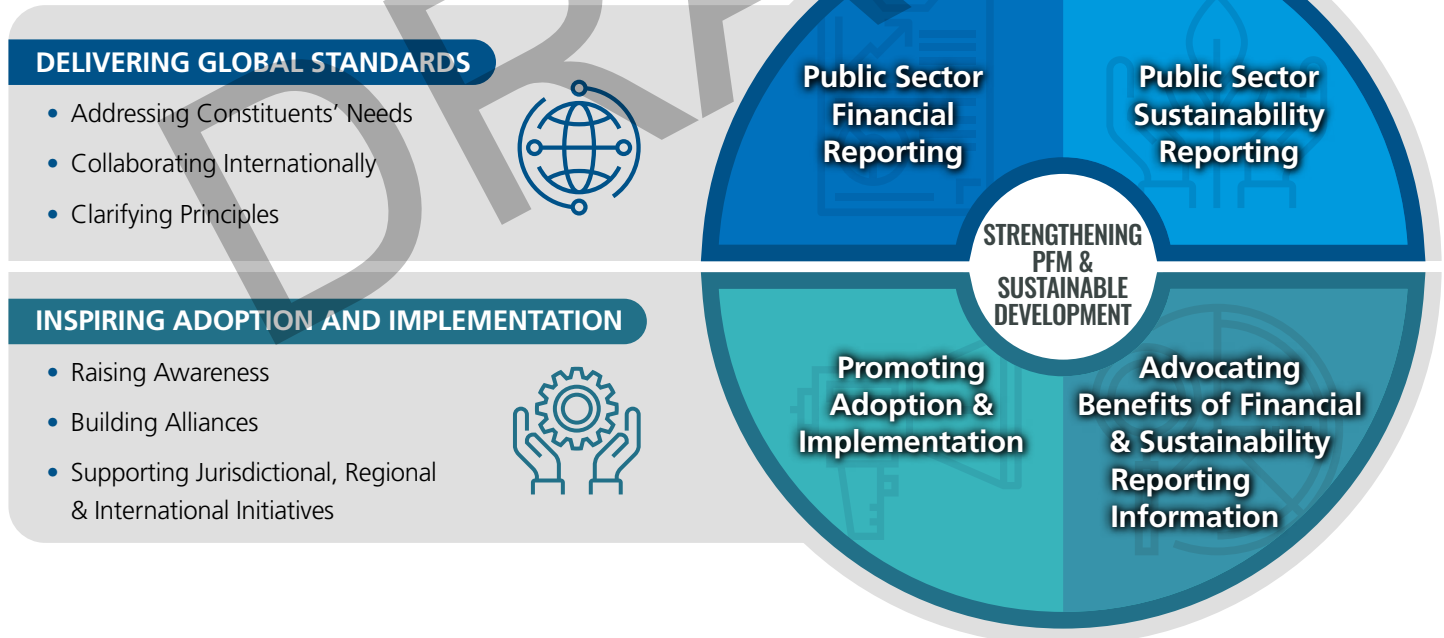 DELIVERING GLOBAL STANDARDS
• Addressing Constituents’ Needs
• Collaborating Internationally
• Clarifying Principles
INSPIRING ADOPTION AND IMPLEMENTATION
• Raising Awareness
• Building Alliances
• Supporting Jurisdictional, Regional
& International Initiatives
Public Sector
Financial
Reporting
Public Sector
Sustainability
Reporting
STRENGTHENING
PFM &
SUSTAINABLE
DEVELOPMENT
Promoting
Adoption &
Implementation
Advocating
Benefits of Financial
& Sustainability
Reporting
Information